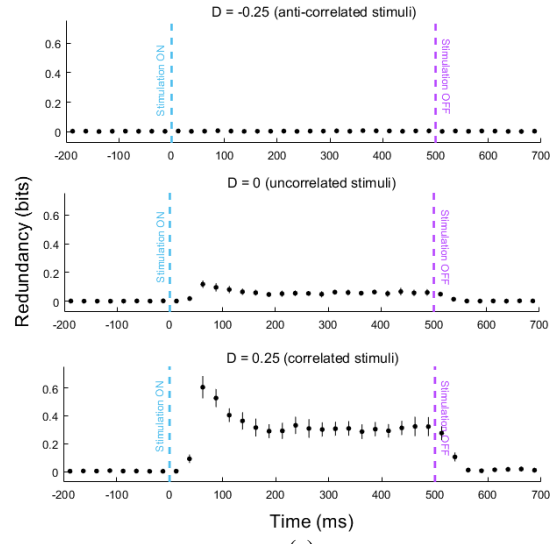 D = -0.25 (anti-correlated stimuli)
0.6
0.4
0.2
0
Stimulation ON
Stimulation OFF
-200 -100 0 100 200 300 400 500 600 700
D = 0 (uncorrelated stimuli)
0.6
0.4
0.2
0
Stimulation ON
Stimulation OFF
-200 -100 0 100 200 300 400 500 600 700
Redundancy (bits)
D = 0.25 (correlated stimuli)
0.6
0.4
0.2
0
Stimulation ON
Stimulation OFF
-200 -100 0 100 200 300 400 500 600 700
Time (ms)